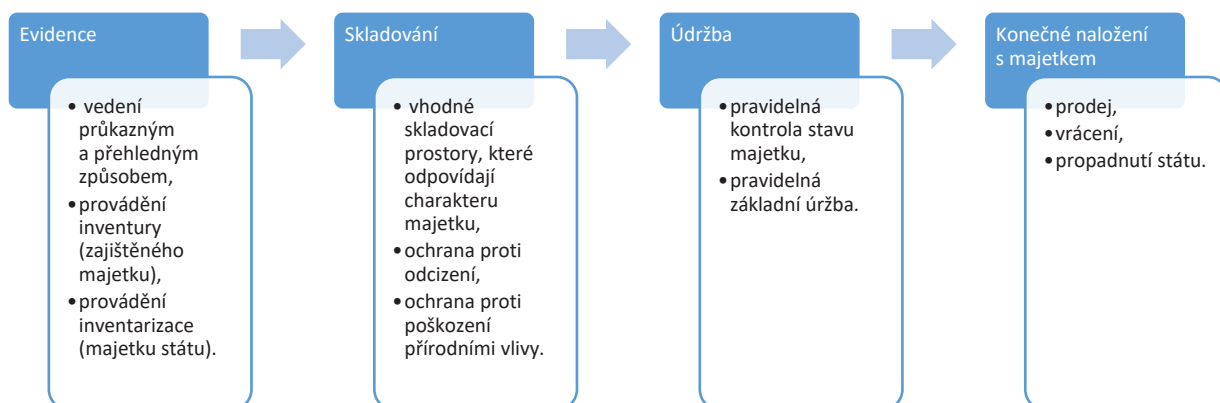 Evidence
• vedení
průkazným
a přehledným
způsobem,
• provádění
inventury
(zajištěného
majetku),
• provádění
inventarizace
(majetku státu).
Skladování
• vhodné
skladovací
prostory, které
odpovídají
charakteru
majetku,
• ochrana proti
odcizení,
• ochrana proti
poškození
přírodními vlivy.
Údržba
• pravidelná
kontrola stavu
majetku,
• pravidelná
základní úržba.
Konečné naložení
s majetkem
• prodej,
• vrácení,
• propadnutí státu.